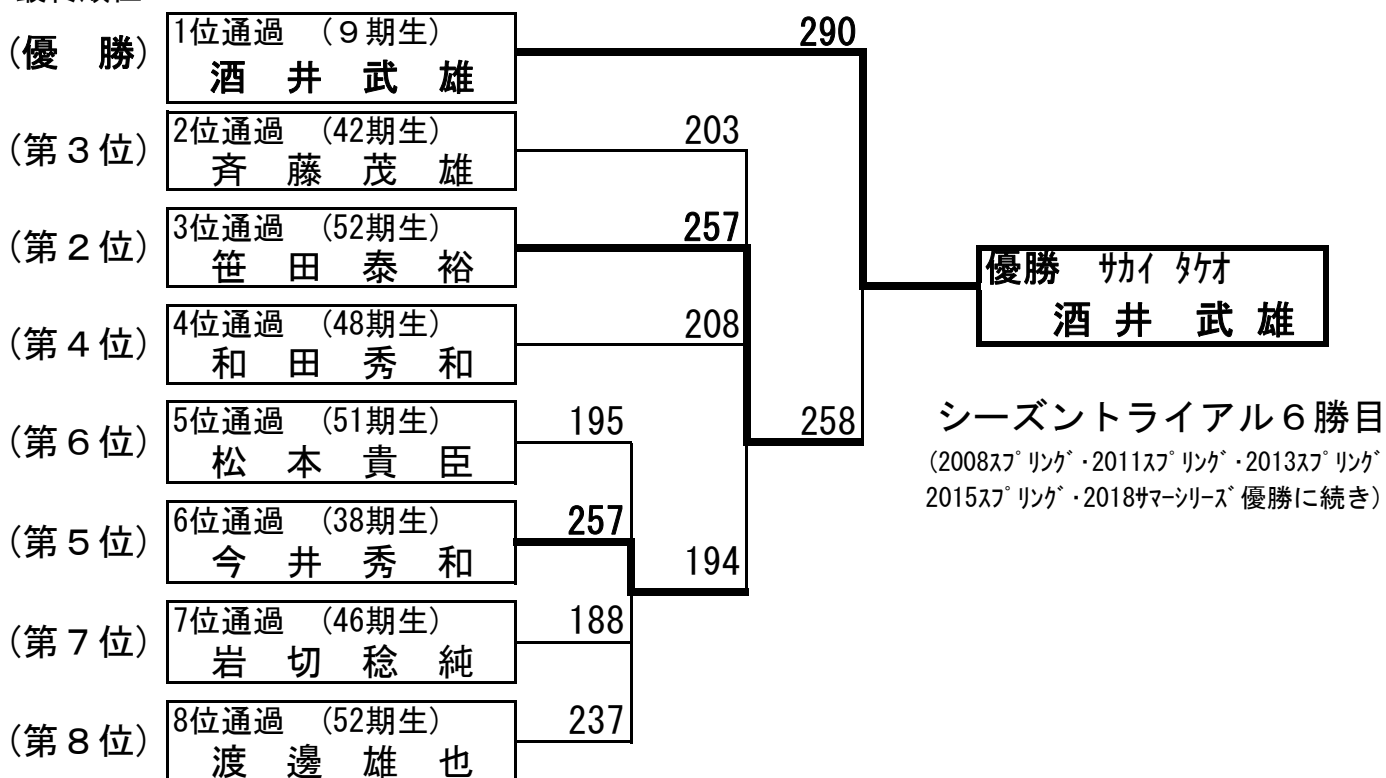 (優　勝)
1位通過　(９期生)
酒　井　武　雄
290
(第３位)
2位通過　(42期生)
斉　藤　茂　雄
203
(第２位)
3位通過　(52期生)
笹　田　泰　裕
257
(第４位)
4位通過　(48期生)
和　田　秀　和
208
(第６位)
5位通過　(51期生)
松　本　貴　臣
195
258
(第５位)
6位通過　(38期生)
今　井　秀　和
257
194
(第７位)
7位通過　(46期生)
岩　切　稔　純
188
(第８位)
8位通過　(52期生)
渡　邊　雄　也
237
優勝　ｻｶｲ ﾀｹｵ
酒 井　武 雄
シーズントライアル６勝目
(2008ｽﾌﾟﾘﾝｸﾞ・2011ｽﾌﾟﾘﾝｸﾞ・2013ｽﾌﾟﾘﾝｸﾞ
2015ｽﾌﾟﾘﾝｸﾞ・2018ｻﾏｰｼﾘｰｽﾞ優勝に続き)